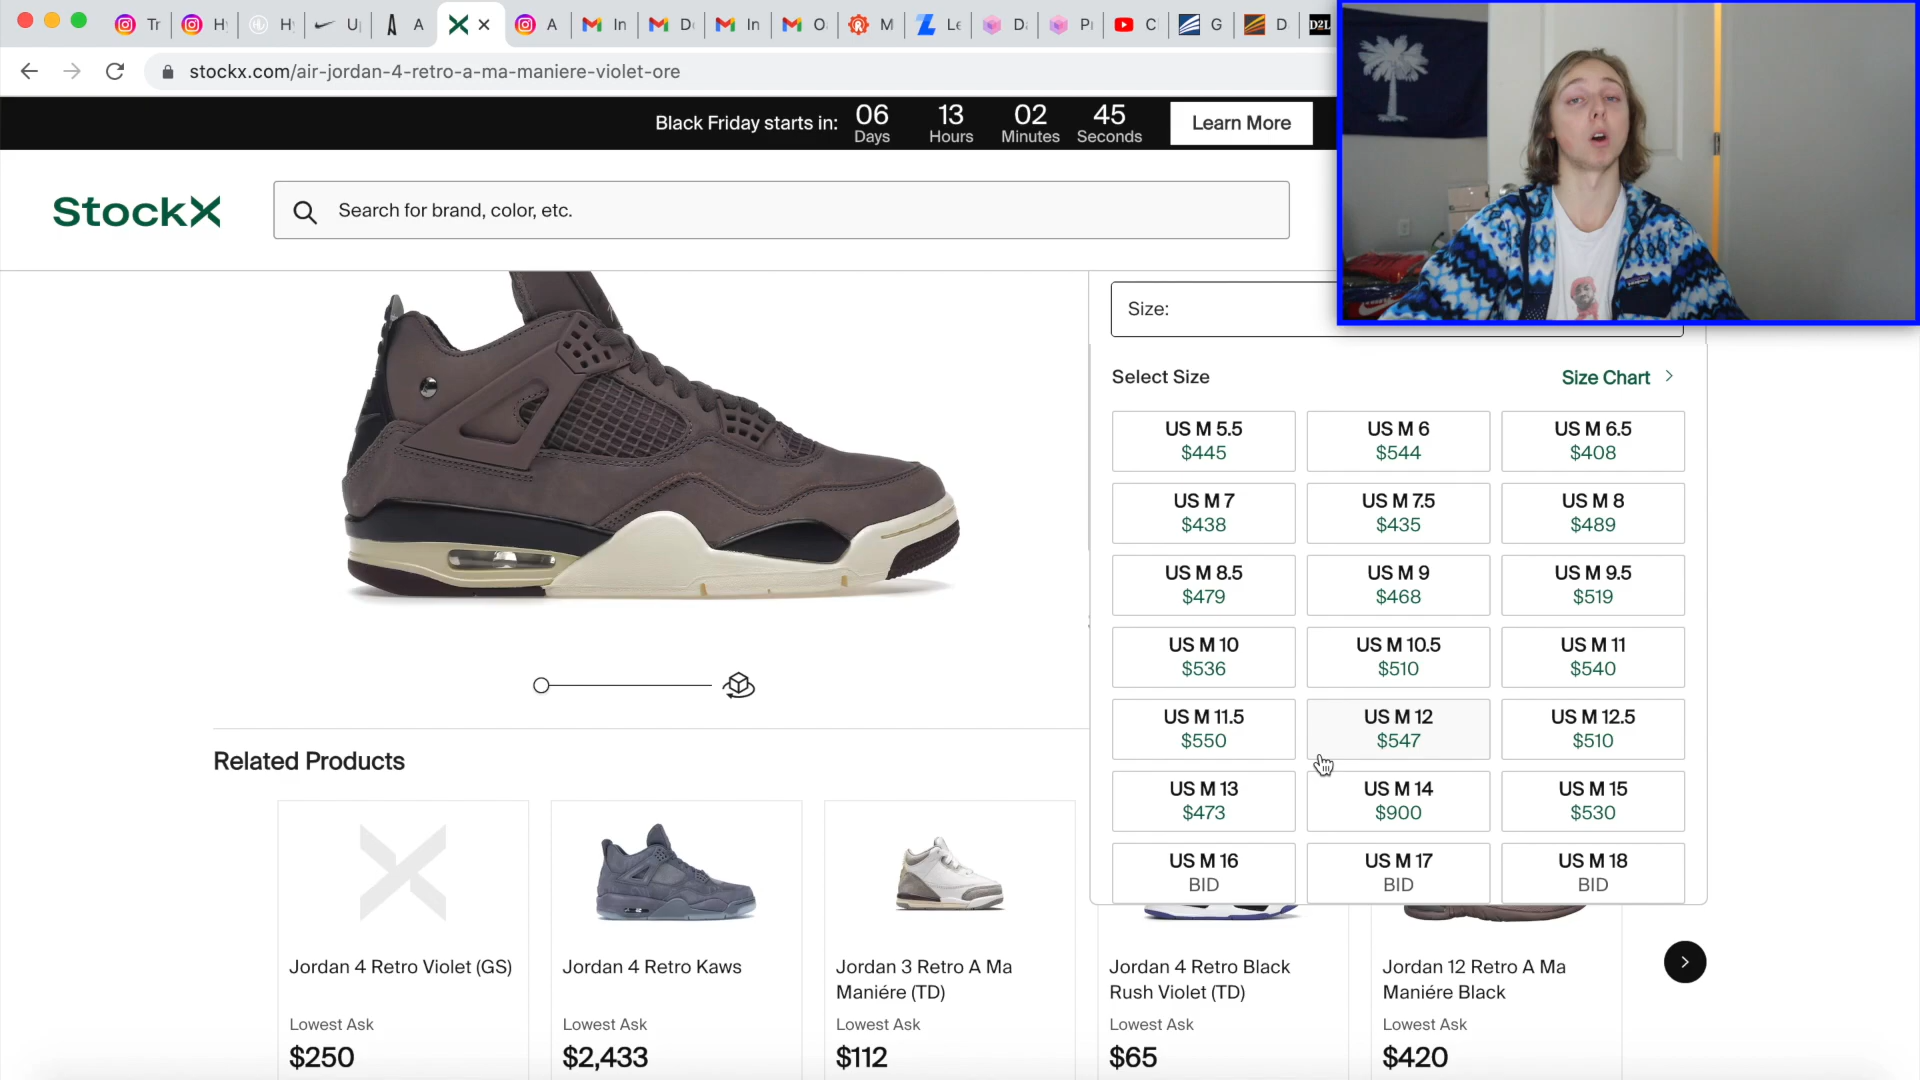 Tr
H
H
U
A
A
In
D
In
O
M
Le
D
P
C
G
D
D2L
stockx.com/air-jordan-4-retro-a-ma-maniere-violet-ore
Black Friday starts in:
06
Days
13
Hours
02
Minutes
45
Seconds
Learn More
StockX
Search for brand, color, etc.
Size:
Select Size
Size Chart
US M 5.5
$445
US M 6
$544
US M 6.5
$408
US M 7
$438
US M 7.5
$435
US M 8
$489
US M 8.5
$479
US M 9
$468
US M 9.5
$519
US M 10
$536
US M 10.5
$510
US M 11
$540
US M 11.5
$550
US M 12
$547
US M 12.5
$510
US M 13
$473
US M 14
$900
US M 15
$530
US M 16
BID
US M 17
BID
US M 18
BID
Related Products
Jordan 4 Retro Violet (GS)
Lowest Ask
$250
Jordan 4 Retro Kaws
Lowest Ask
$2,433
Jordan 3 Retro A Ma
Maniére (TD)
Lowest Ask
$112
Jordan 4 Retro Black
Rush Violet (TD)
Lowest Ask
$65
Jordan 12 Retro A Ma
Maniére Black
Lowest Ask
$420